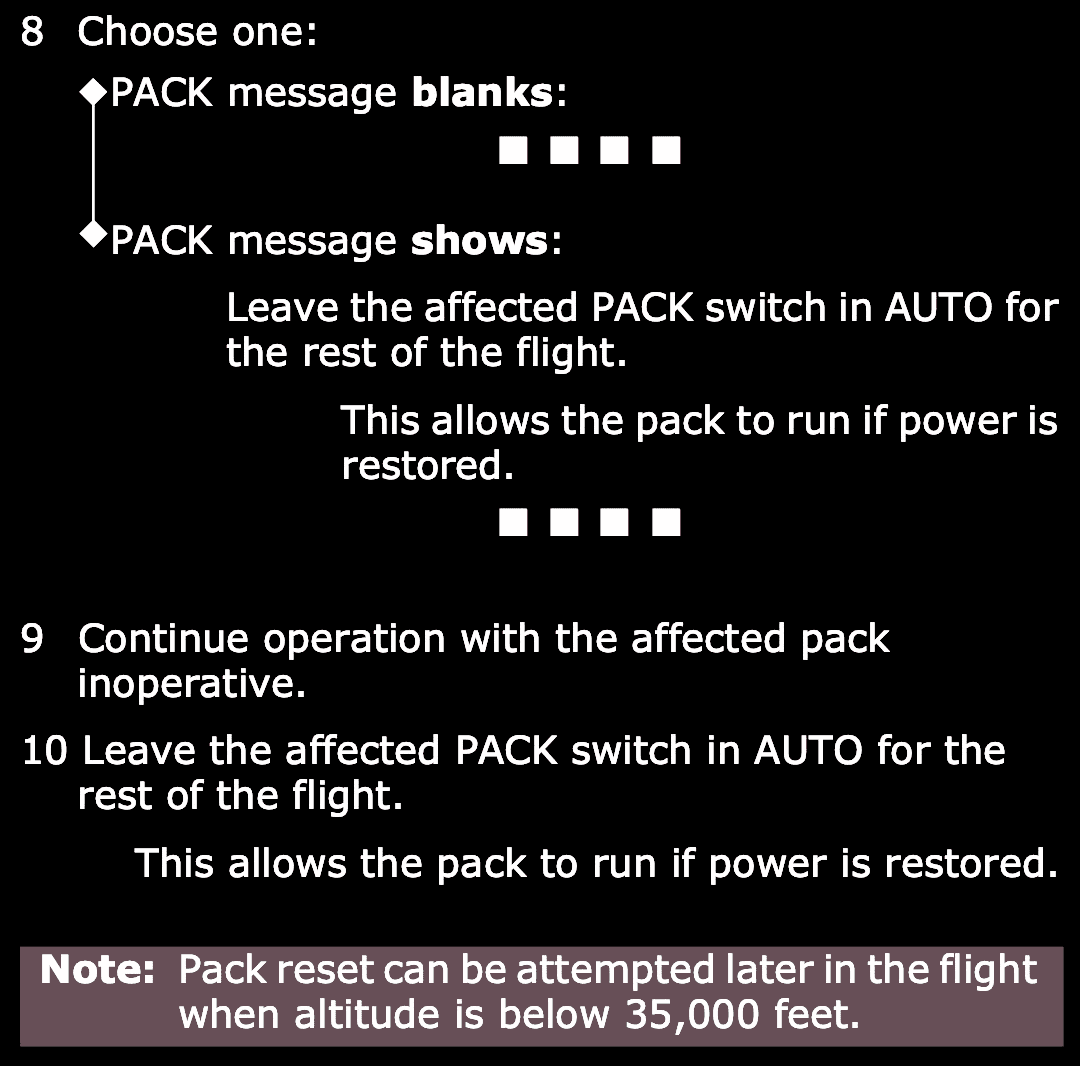 8 Choose one:
PACK message blanks:
PACK message shows:
Leave the affected PACK switch in AUTO for
the rest of the flight.
This allows the pack to run if power is
restored.
9 Continue operation with the affected pack
inoperative.
10 Leave the affected PACK switch in AUTO for the
rest of the flight.
This allows the pack to run if power is restored.
Note: Pack reset can be attempted later in the flight
when altitude is below 35,000 feet.